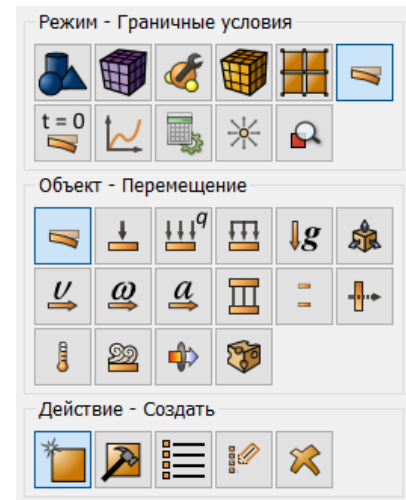 Режим - Граничные условия
t = 0
Объект - Перемещение
q
g
υ
ω
a
Действие - Создать